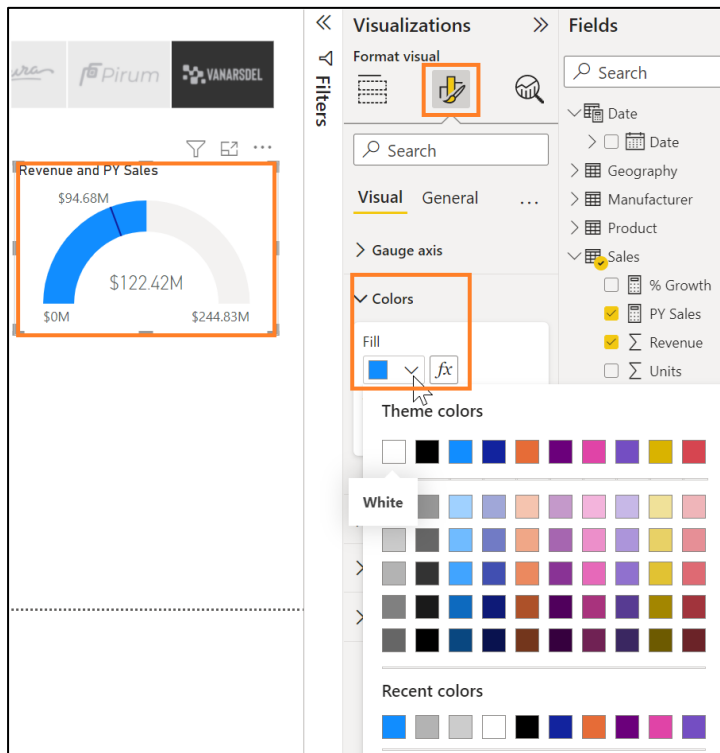 Pirum
VANARSDEL
Revenue and PY Sales
$94.68M
$122.42M
$0M
$244.83M
Filters
Visualizations
Format visual
Search
Visual
General
...
Gauge axis
Colors
Fill
fx
Theme colors
White
Recent colors
Fields
Search
Date
Date
Geography
Manufacturer
Product
Sales
% Growth
PY Sales
Revenue
Units